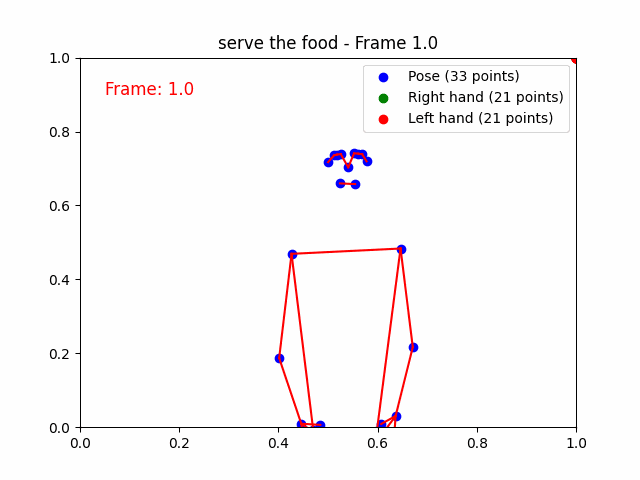 serve the food - Frame 1.0
Frame: 1.0
Pose (33 points)
Right hand (21 points)
Left hand (21 points)
1.0
0.8
0.6
0.4
0.2
0.0
0.0 0.2 0.4 0.6 0.8 1.0